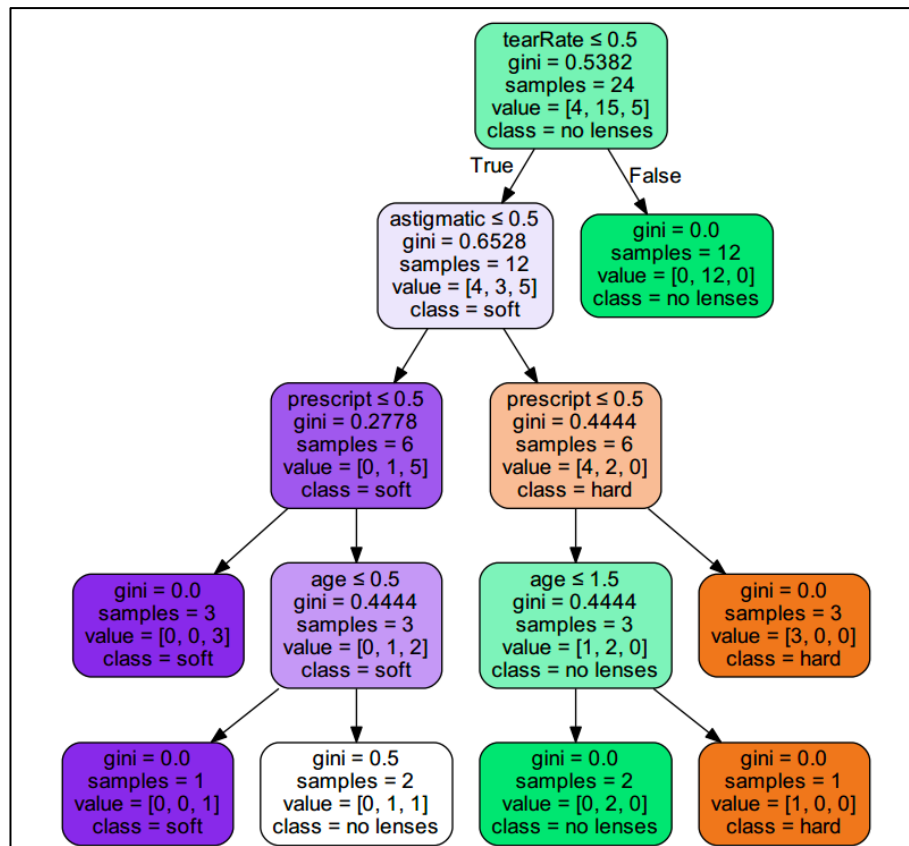 tearRate ≤ 0.5
gini = 0.5382
samples = 24
value = [4, 15, 5]
class = no lenses
True
False
astigmatic ≤ 0.5
gini = 0.6528
samples = 12
value = [4, 3, 5]
class = soft
gini = 0.0
samples = 12
value = [0, 12, 0]
class = no lenses
prescript ≤ 0.5
gini = 0.2778
samples = 6
value = [0, 1, 5]
class = soft
prescript ≤ 0.5
gini = 0.4444
samples = 6
value = [4, 2, 0]
class = hard
gini = 0.0
samples = 3
value = [0, 0, 3]
class = soft
age ≤ 0.5
gini = 0.4444
samples = 3
value = [0, 1, 2]
class = soft
age ≤ 1.5
gini = 0.4444
samples = 3
value = [1, 2, 0]
class = no lenses
gini = 0.0
samples = 3
value = [3, 0, 0]
class = hard
gini = 0.0
samples = 1
value = [0, 0, 1]
class = soft
gini = 0.5
samples = 2
value = [0, 1, 1]
class = no lenses
gini = 0.0
samples = 2
value = [0, 2, 0]
class = no lenses
gini = 0.0
samples = 1
value = [1, 0, 0]
class = hard